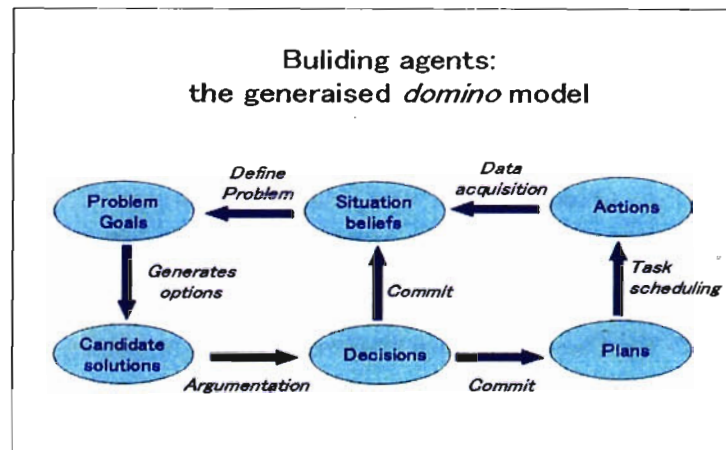 Buliding agents:
the generaised domino model
Define
Problem
Data
acquisition
Problem
Goals
Situation
beliefs
Actions
Generates
options
Commit
Task
scheduling
Candidate
solutions
Decisions
Plans
Argumentation
Commit